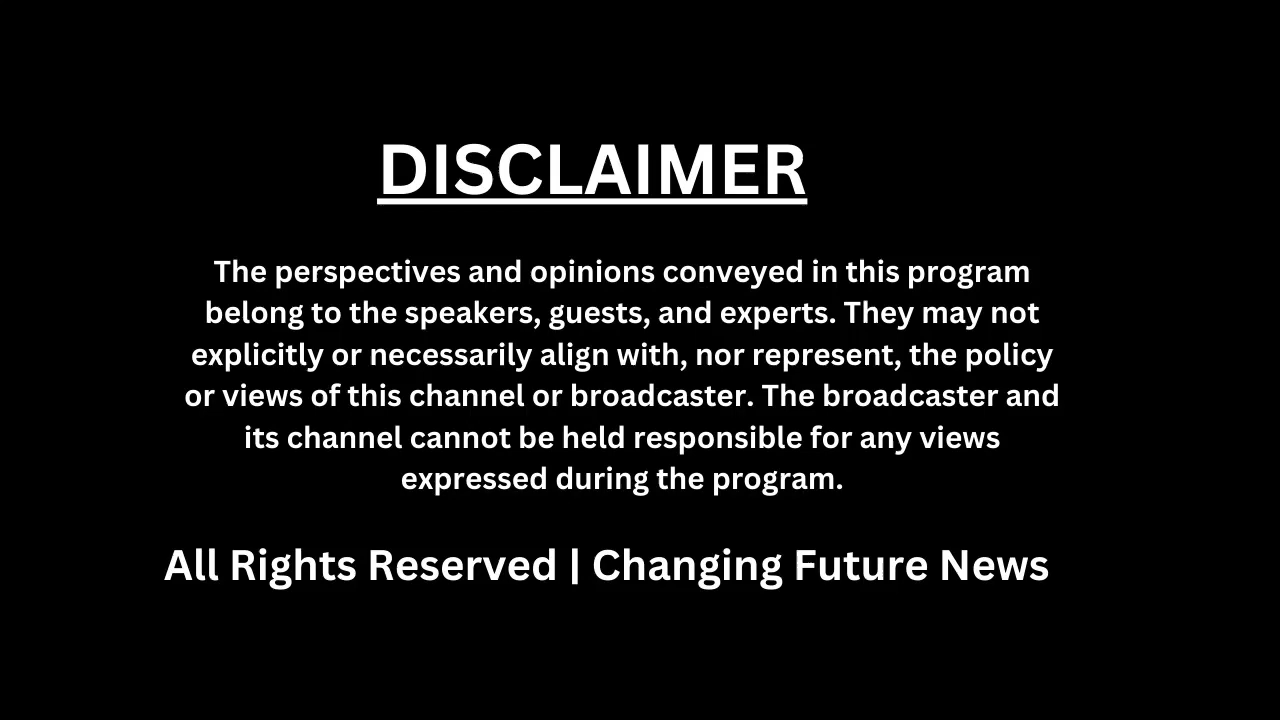 DISCLAIMER
The perspectives and opinions conveyed in this program
belong to the speakers, guests, and experts. They may not
explicitly or necessarily align with, nor represent, the policy
or views of this channel or broadcaster. The broadcaster and
its channel cannot be held responsible for any views
expressed during the program.
All Rights Reserved | Changing Future News